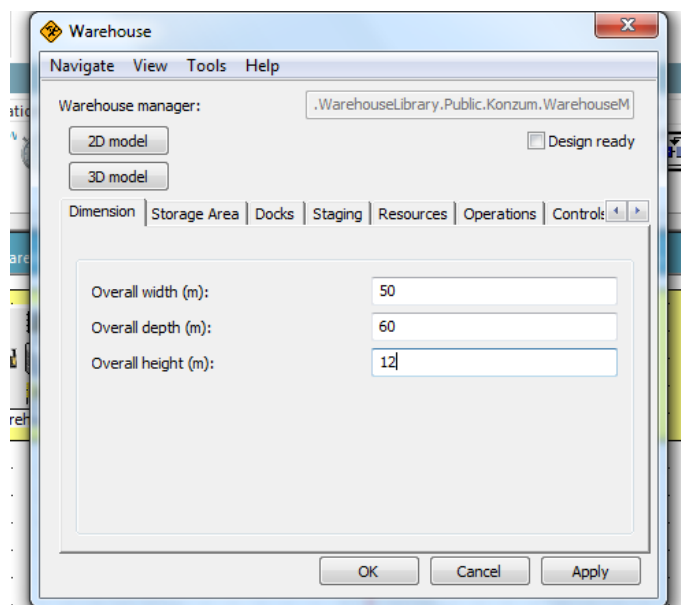 Warehouse
Navigate View Tools Help
Warehouse manager: .WarehouseLibrary.Public.Konzum.WarehouseM
2D model Design ready
3D model
Dimension Storage Area Docks Staging Resources Operations Controls
Overall width (m): 50
Overall depth (m): 60
Overall height (m): 12
OK Cancel Apply